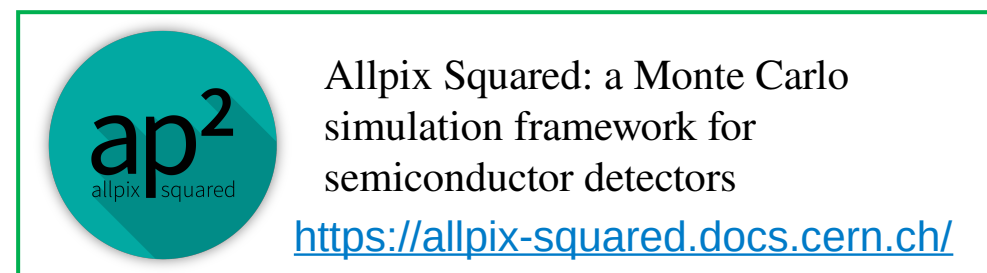 ap²
allpix squared
Allpix Squared: a Monte Carlo
simulation framework for
semiconductor detectors
https://allpix-squared.docs.cern.ch/